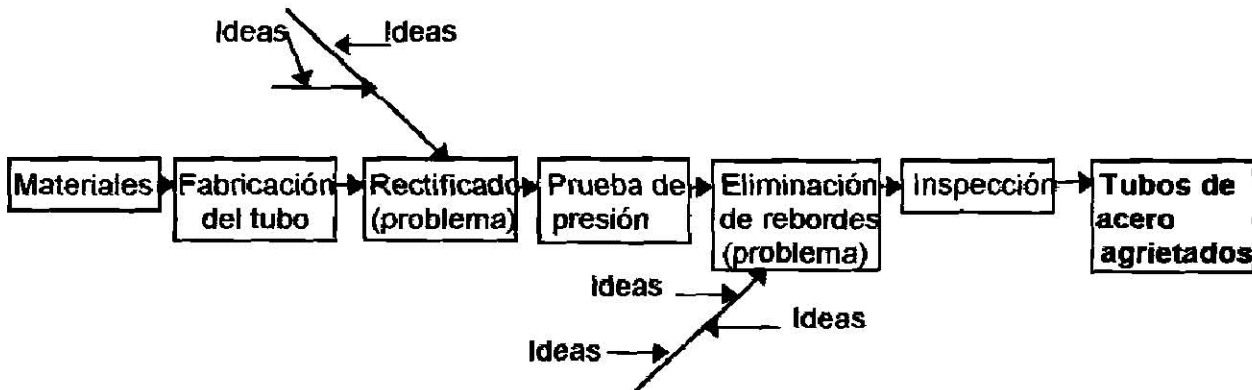 Ideas
Ideas
Materiales
Fabricación
del tubo
Rectificado
(problema)
Prueba de
presión
Eliminación
de rebordes
(problema)
Inspección
Tubos de
acero
agrietados
Ideas
Ideas
Ideas